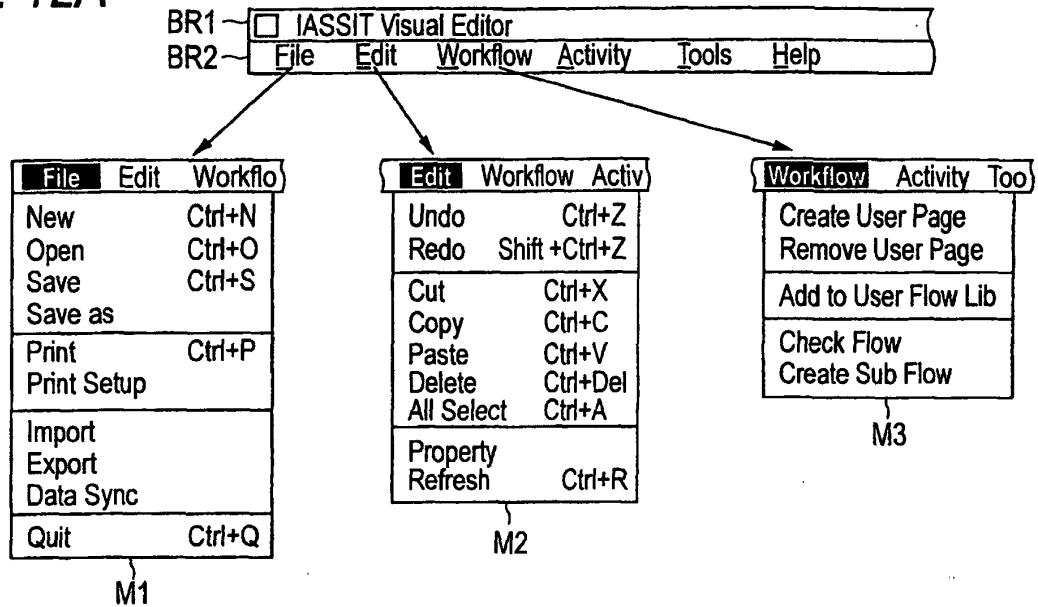 12A
BR1
IASSIT Visual Editor
BR2
File Edit Workflow Activity Tools Help
File Edit Workflo
New Ctrl+N
Open Ctrl+O
Save Ctrl+S
Save as
Print Ctrl+P
Print Setup
Import
Export
Data Sync
Quit Ctrl+Q
M1
Edit Workflow Activ
Undo Ctrl+Z
Redo Shift +Ctrl+Z
Cut Ctrl+X
Copy Ctrl+C
Paste Ctrl+V
Delete Ctrl+Del
All Select Ctrl+A
Property
Refresh Ctrl+R
M2
Workflow Activity Too
Create User Page
Remove User Page
Add to User Flow Lib
Check Flow
Create Sub Flow
M3